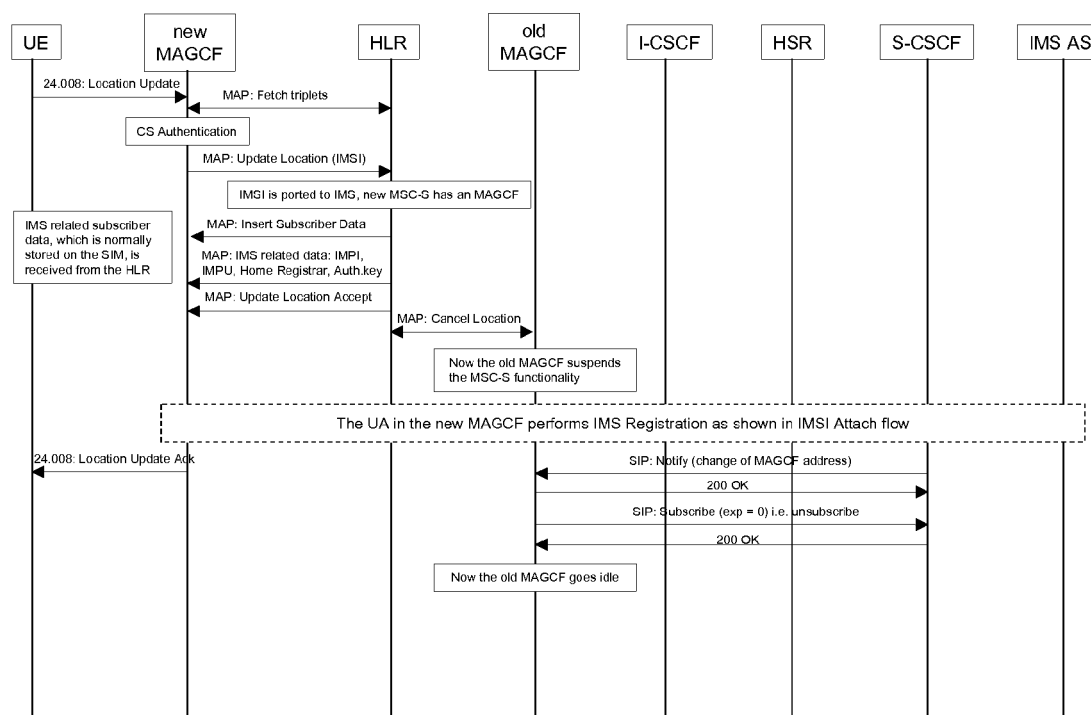 UE
new
MAGCF
HLR
old
MAGCF
I-CSCF
HSR
S-CSCF
IMS AS
24.008: Location Update
MAP: Fetch triplets
CS Authentication
MAP: Update Location (IMSI)
IMSI is ported to IMS, new MSC-S has an MAGCF
IMS related subscriber
data, which is normally
stored on the SIM, is
received from the HLR
MAP: Insert Subscriber Data
MAP: IMS related data: IMPI,
IMPU, Home Registrar, Auth.key
MAP: Update Location Accept
MAP: Cancel Location
Now the old MAGCF suspends
the MSC-S functionality
The UA in the new MAGCF performs IMS Registration as shown in IMSI Attach flow
24.008: Location Update Ack
SIP: Notify (change of MAGCF address)
200 OK
SIP: Subscribe (exp = 0) i.e. unsubscribe
200 OK
Now the old MAGCF goes idle